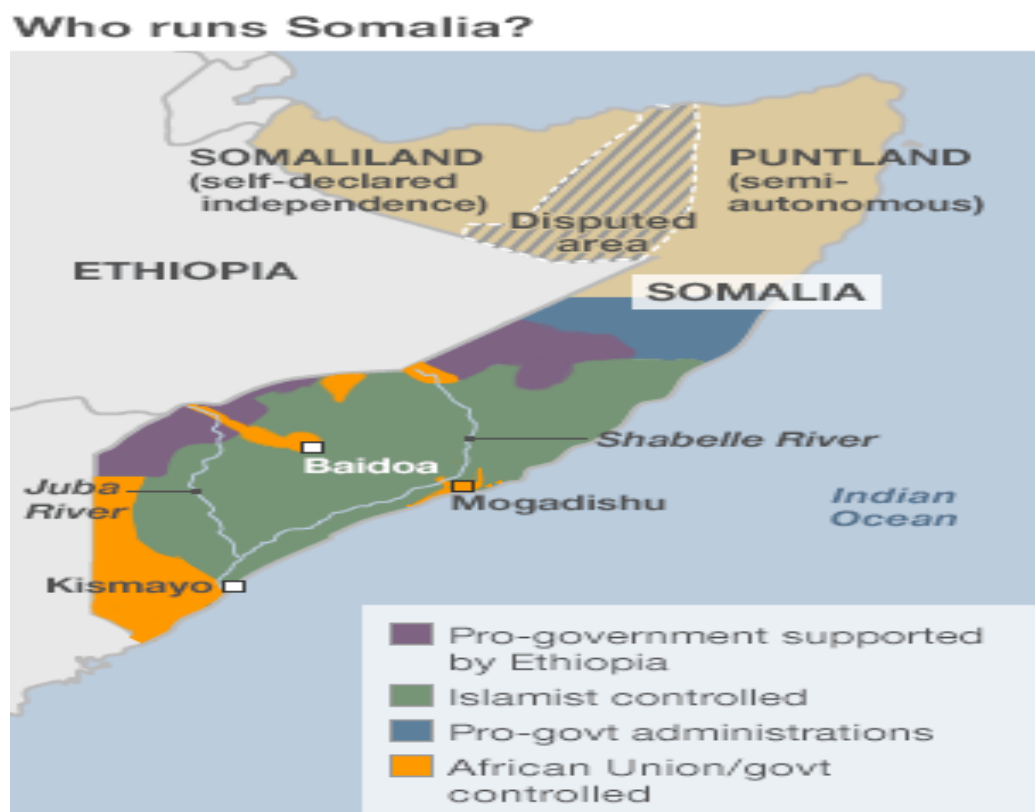 Who runs Somalia?
SOMALILAND
(self-declared
independence)
PUNTLAND
(semi-
autonomous)
Disputed
area
ETHIOPIA
SOMALIA
Shabelle River
Baidoa
Juba
River
Mogadishu
Indian
Ocean
Kismayo
Pro-government supported
by Ethiopia
Islamist controlled
Pro-govt administrations
African Union/govt
controlled